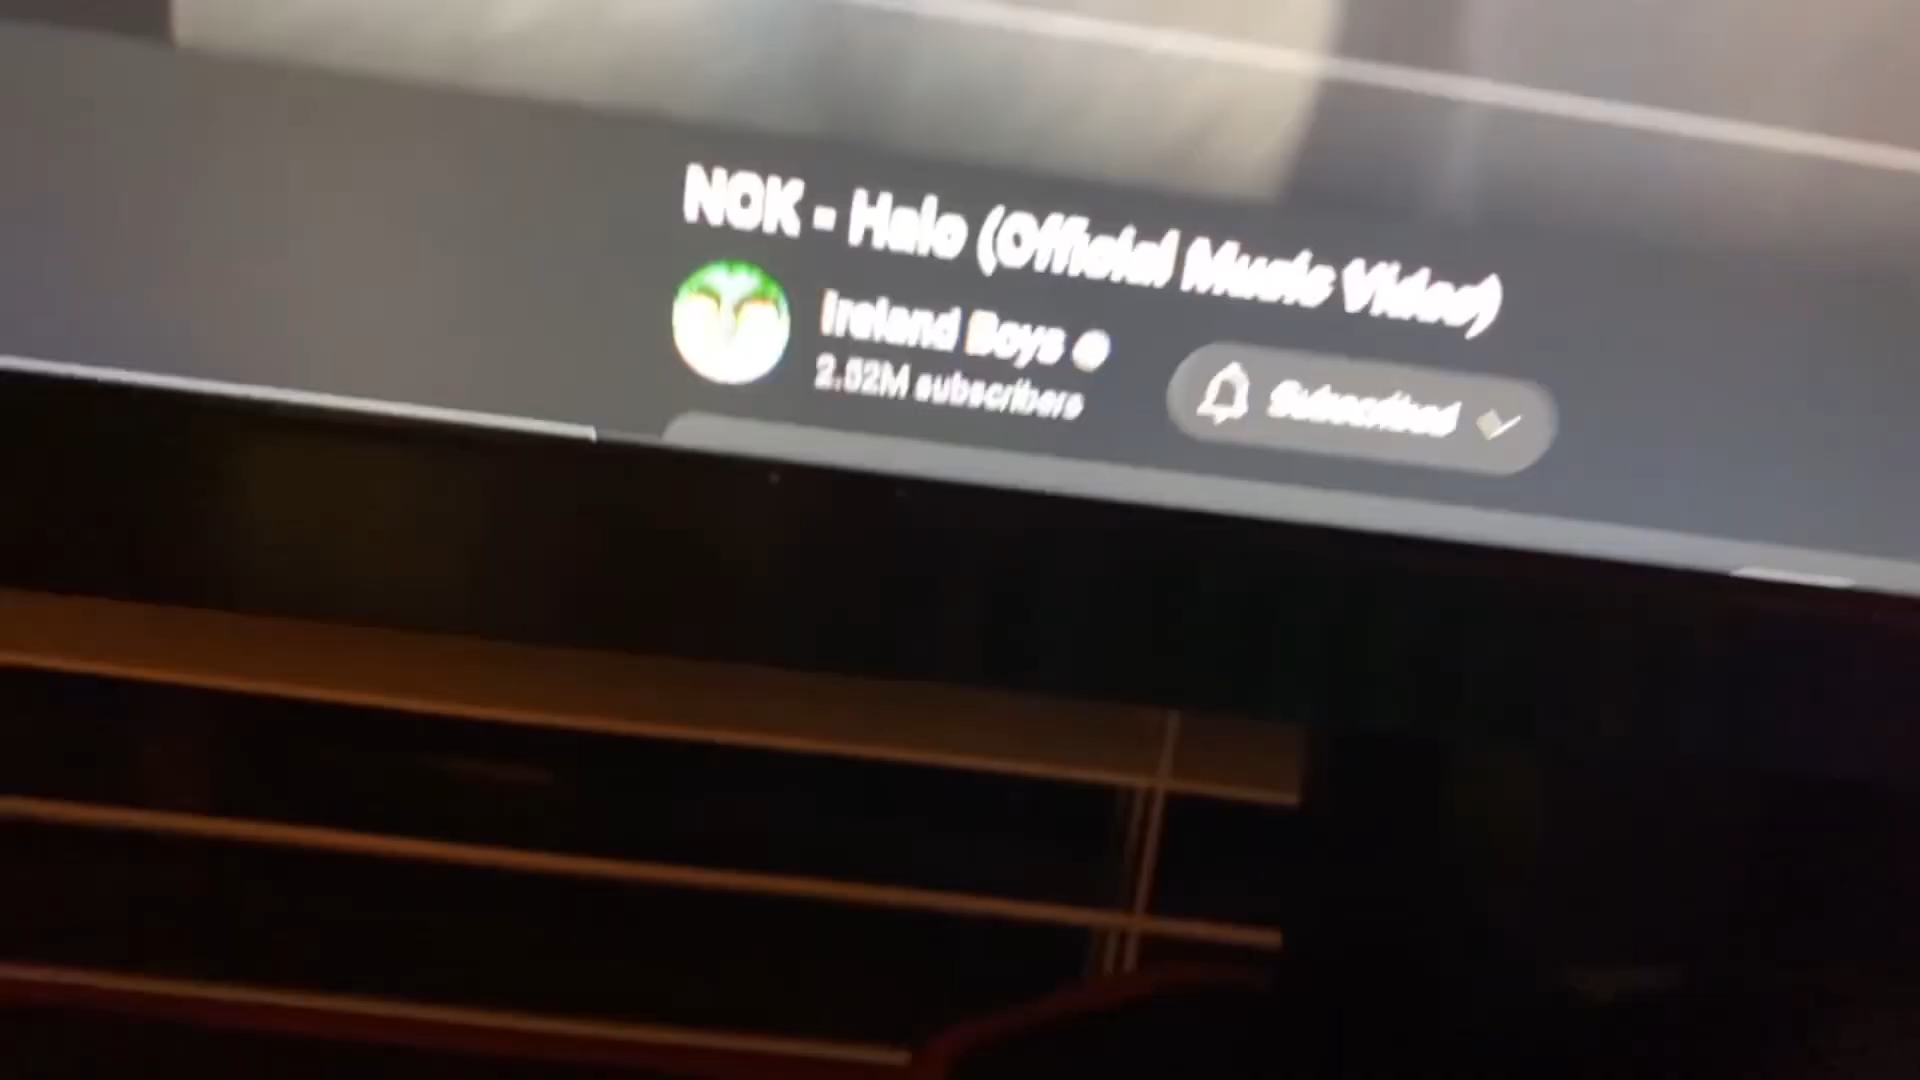 NOK - Halo (Official Music Video)
Ireland Boys
2.52M subscribers
Subscribed